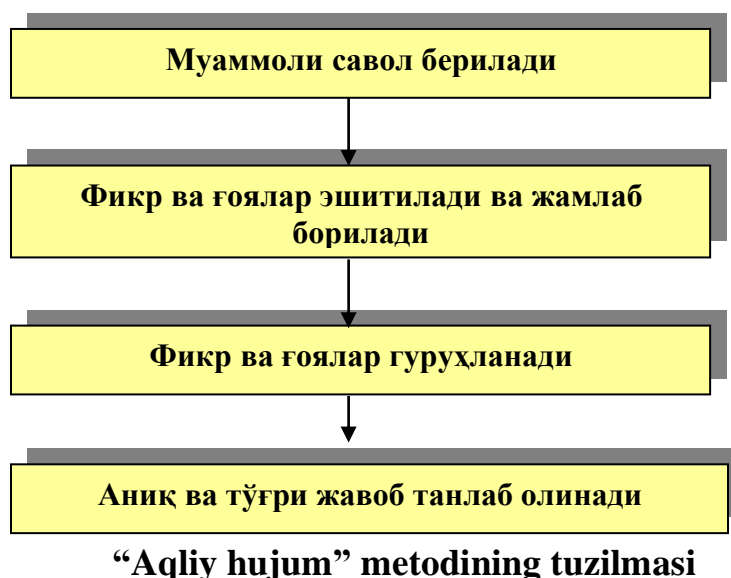 Муаммоли савол берилади
Фикр ва ғоялар эшитилади ва жамлаб
борилади
Фикр ва ғоялар гуруҳланади
Аниқ ва тўғри жавоб танлаб олинади
“Aqliy hujum” metodining tuzilmasi